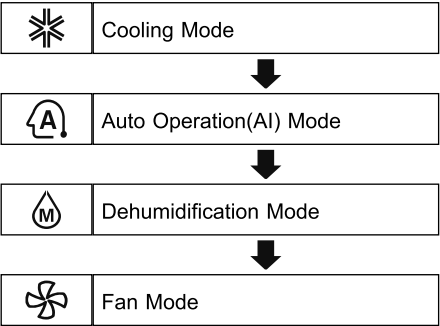 Cooling Mode
A Auto Operation(AI) Mode
M Dehumidification Mode
Fan Mode